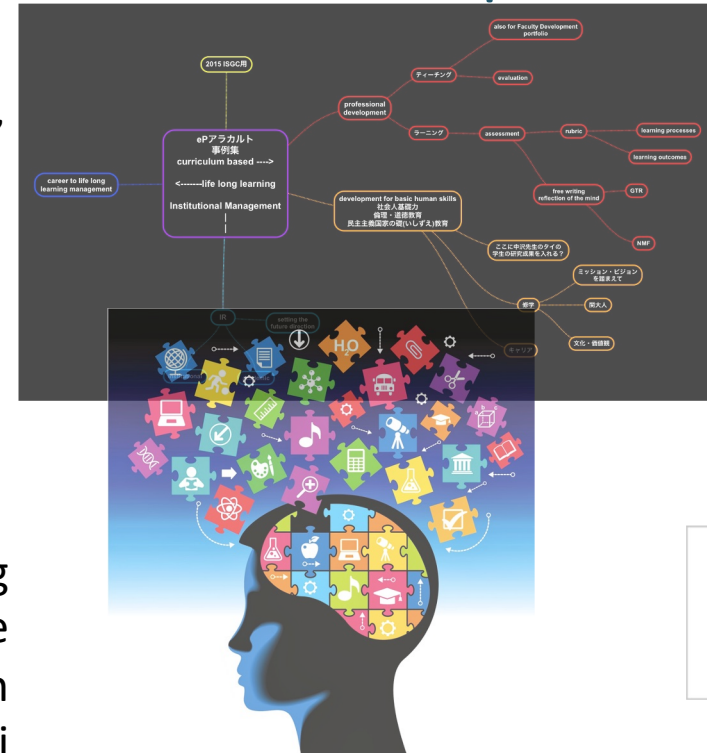 also for Faculty Development
portfolio
2015 ISGC用
ティーチング
evaluation
professional
development
ラーニング
assessment
rubric
learning processes
learning outcomes
ePアラカルト
事例集
curriculum based ---->
<-------life long learning
Institutional Management
|
|
career to life long
learning management
free writing
reflection of the mind
GTR
NMF
development for basic human skills
社会人基礎力
倫理・道徳教育
民主主義国家の礎(いしずえ)教育
ここに中沢先生のタイの
学生の研究成果を入れる？
ミッション・ビジョン
を踏まえて
修学
関大人
文化・価値観
キャリア
IR
setting the
future direction
H₂O
g
e
n
i